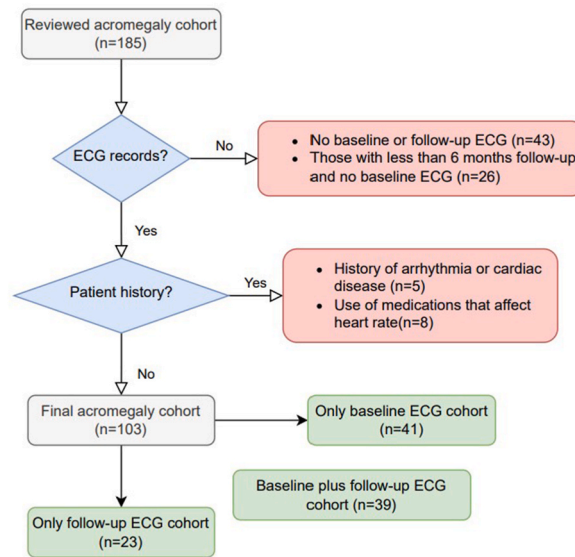 Reviewed acromegaly cohort
(n=185)
ECG records?
No
• No baseline or follow-up ECG (n=43)
• Those with less than 6 months follow-up
and no baseline ECG (n=26)
Yes
Patient history?
Yes
• History of arrhythmia or cardiac
disease (n=5)
• Use of medications that affect
heart rate(n=8)
No
Final acromegaly cohort
(n=103)
Only baseline ECG cohort
(n=41)
Baseline plus follow-up ECG
cohort (n=39)
Only follow-up ECG cohort
(n=23)